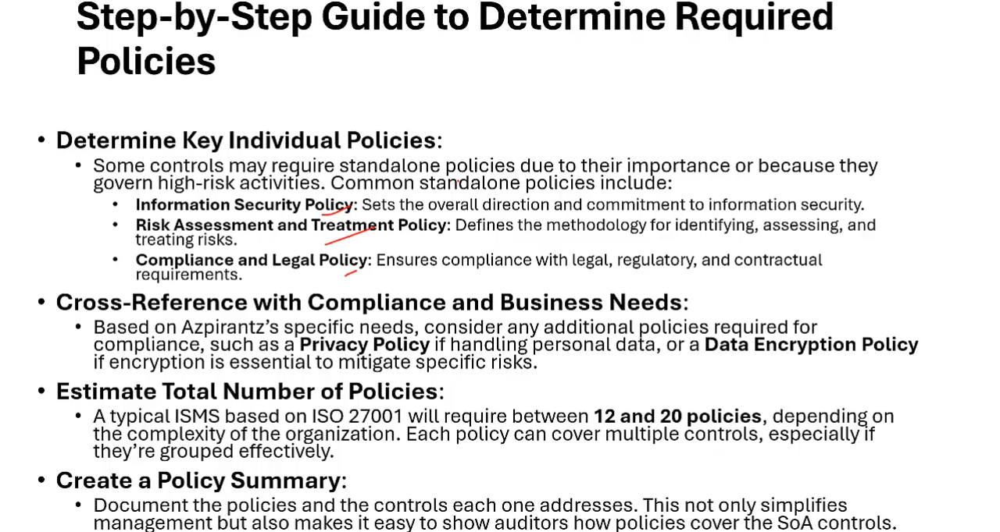 Step-by-Step Guide to Determine Required
Policies
• Determine Key Individual Policies:
• Some controls may require standalone policies due to their importance or because they
govern high-risk activities. Common standalone policies include:
• Information Security Policy: Sets the overall direction and commitment to information security.
• Risk Assessment and Treatment Policy: Defines the methodology for identifying, assessing, and
treating risks.
• Compliance and Legal Policy: Ensures compliance with legal, regulatory, and contractual
requirements.
• Cross-Reference with Compliance and Business Needs:
• Based on Azpirantz’s specific needs, consider any additional policies required for
compliance, such as a Privacy Policy if handling personal data, or a Data Encryption Policy
if encryption is essential to mitigate specific risks.
• Estimate Total Number of Policies:
• A typical ISMS based on ISO 27001 will require between 12 and 20 policies, depending on
the complexity of the organization. Each policy can cover multiple controls, especially if
they’re grouped effectively.
• Create a Policy Summary:
• Document the policies and the controls each one addresses. This not only simplifies
management but also makes it easy to show auditors how policies cover the SoA controls.